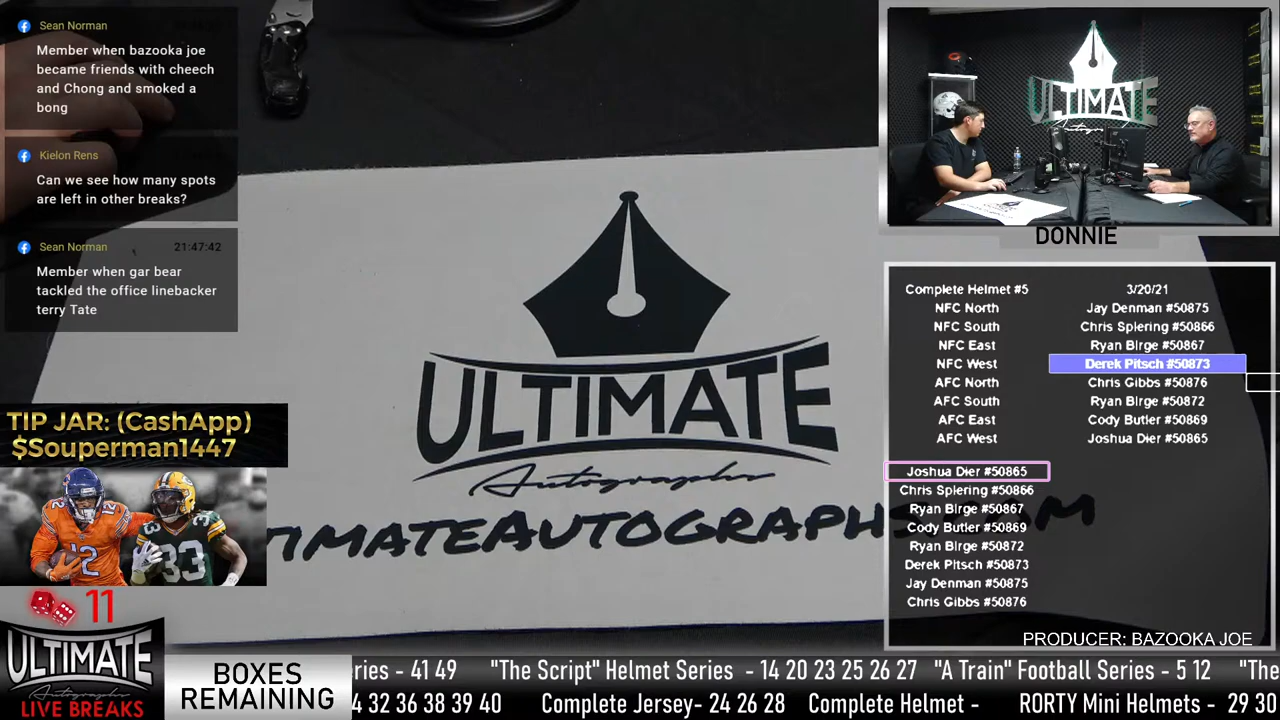 Sean Norman
Member when bazooka joe
became friends with cheech
and Chong and smoked a
bong
Kielon Rens
Can we see how many spots
are left in other breaks?
Sean Norman 21:47:42
Member when gar bear
tackled the office linebacker
terry Tate
TIP JAR: (CashApp)
$Souperman1447
12
12
33
11
ULTIMATE
Autographs
LIVE BREAKS
ULTIMATE
Autographs
TIMATEAUTOGRAPHS.COM
ULTIMATE
Autographs
DONNIE
Complete Helmet #5 3/20/21
NFC North Jay Denman #50875
NFC South Chris Splering #50866
NFC East Ryan Birge #50867
NFC West Derek Pitsch #50873
AFC North Chris Gibbs #50876
AFC South Ryan Birge #50872
AFC East Cody Butler #50869
AFC West Joshua Dier #50865
Joshua Dier #50865
Chris Splering #50866
Ryan Birge #50867
Cody Butler #50869
Ryan Birge #50872
Derek Pitsch #50873
Jay Denman #50875
Chris Gibbs #50876
PRODUCER: BAZOOKA JOE
BOXES
REMAINING
ries - 41 49 "The Script" Helmet Series - 14 20 23 25 26 27 "A Train" Football Series - 5 12 "The
4 32 36 38 39 40 Complete Jersey- 24 26 28 Complete Helmet - RORTY Mini Helmets - 29 30